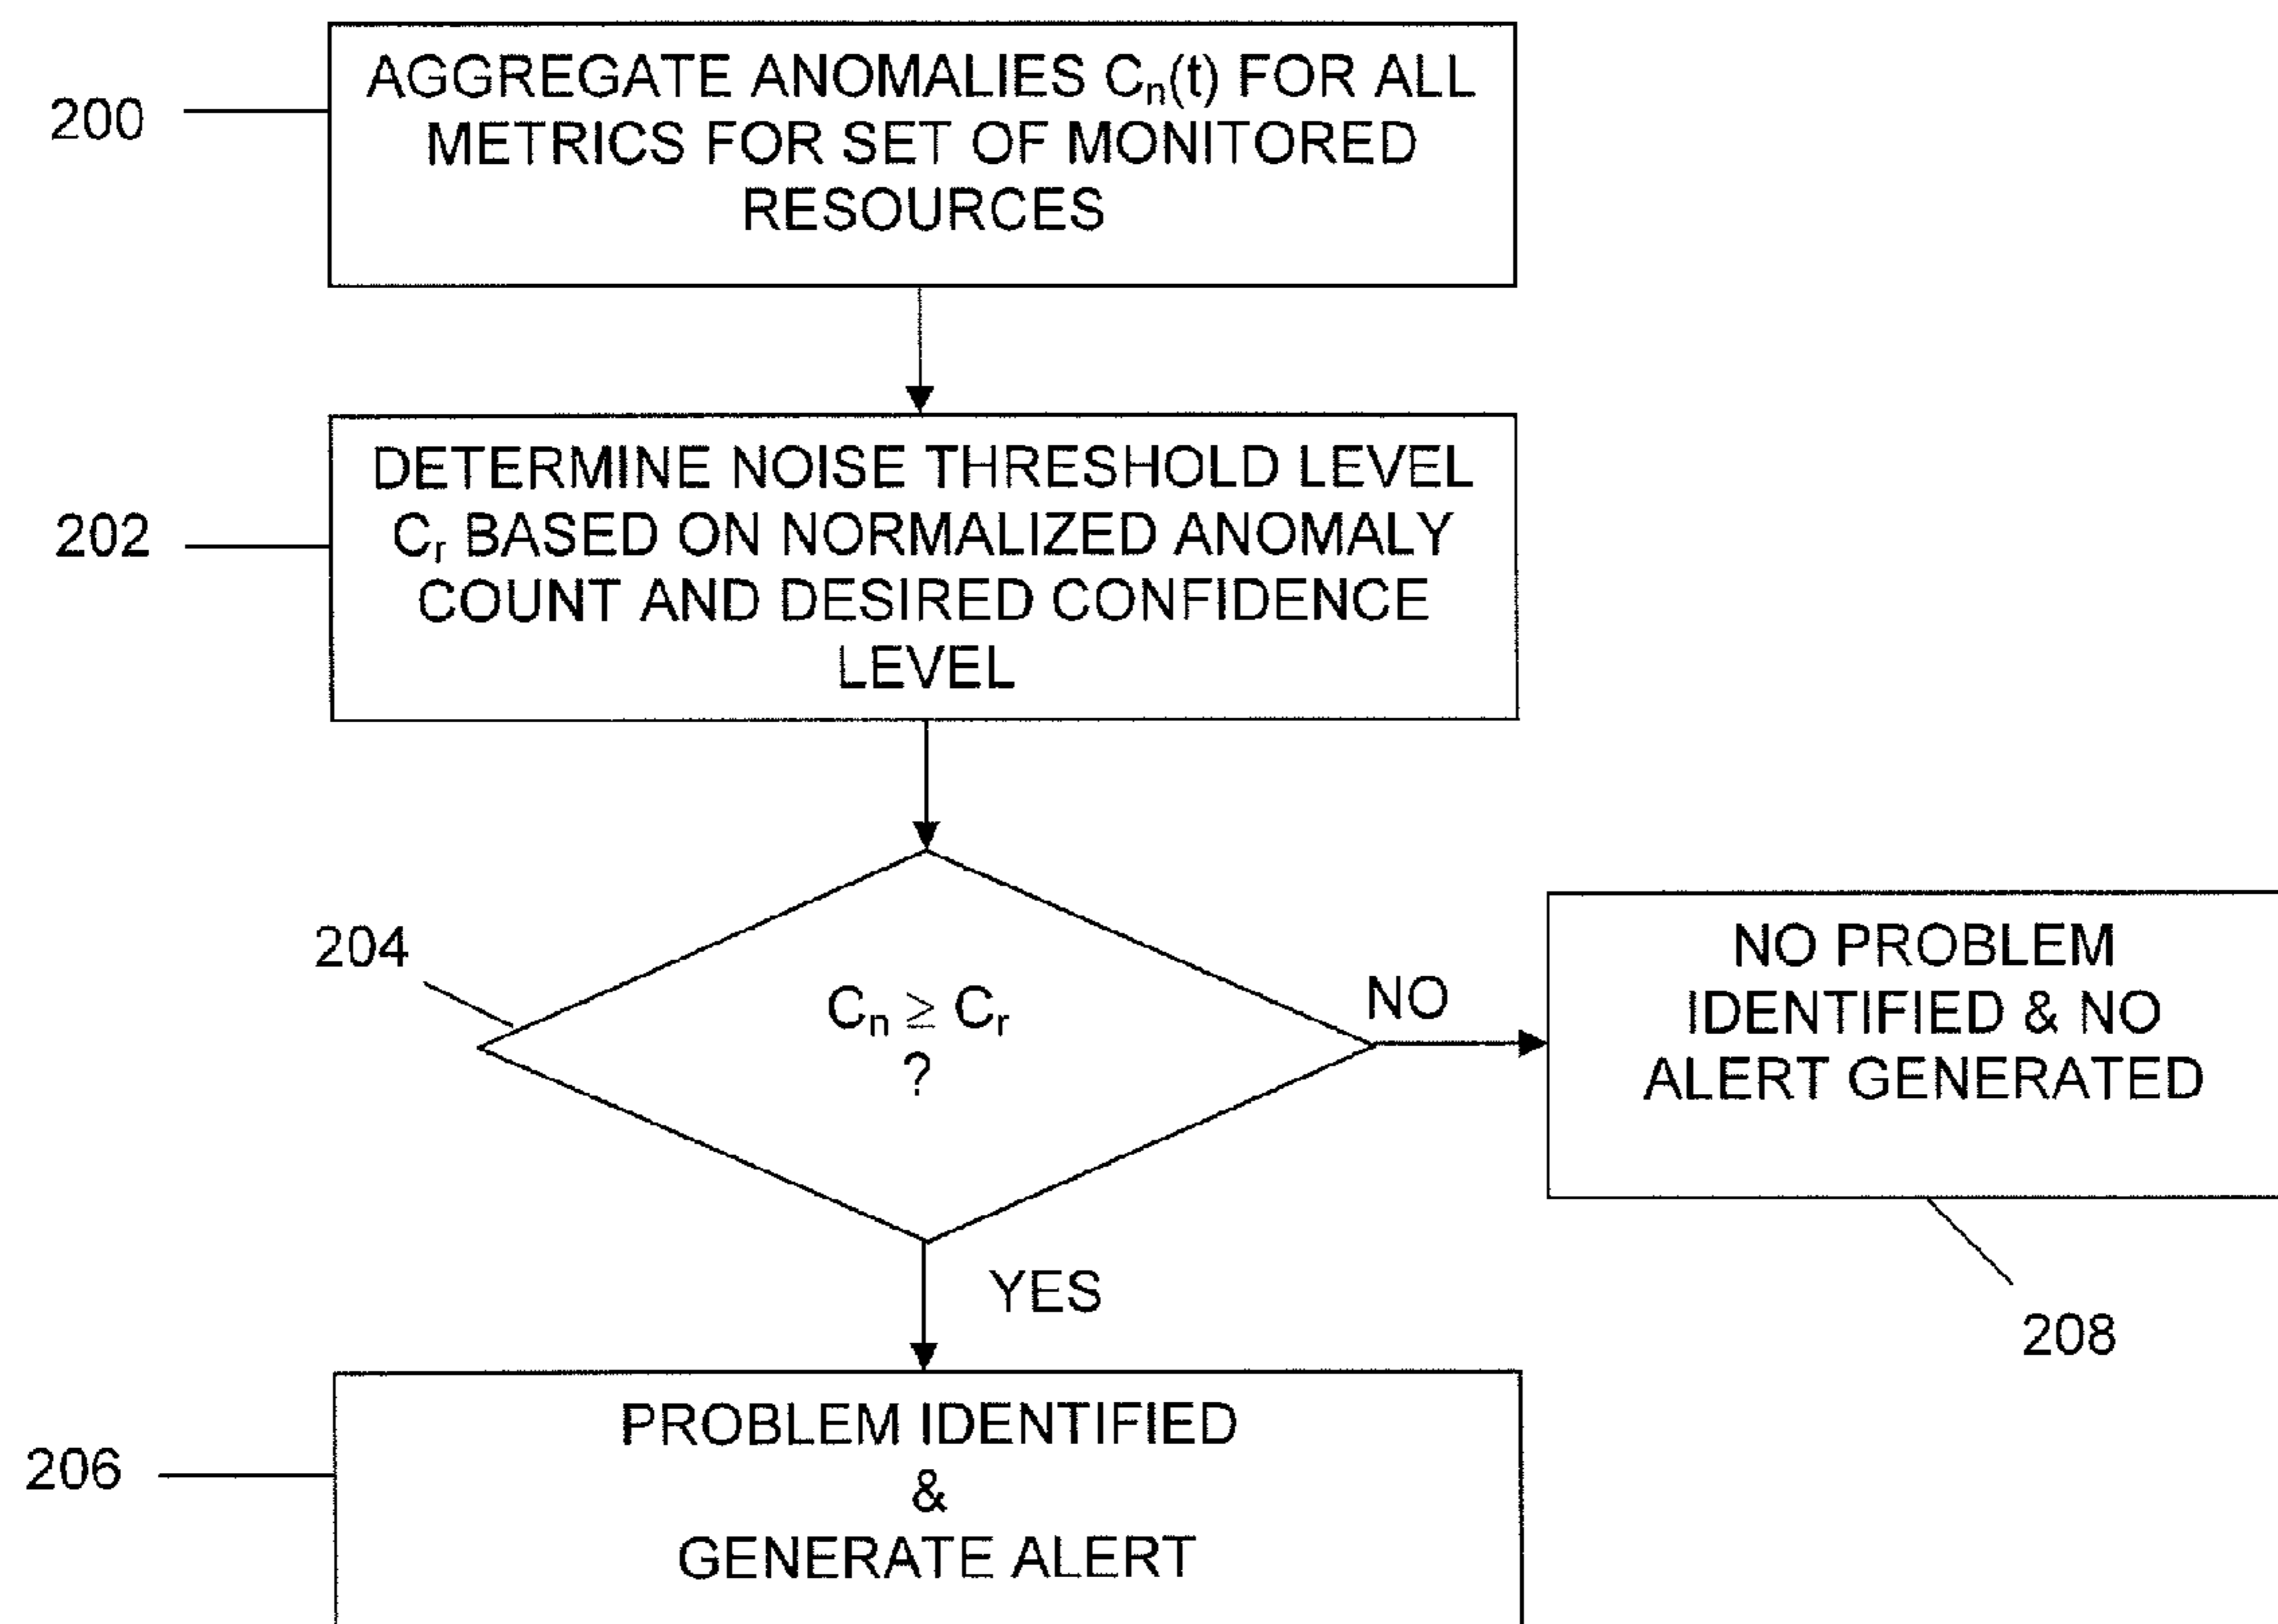 200
AGGREGATE ANOMALIES Cₙ(t) FOR ALL
METRICS FOR SET OF MONITORED
RESOURCES
202
DETERMINE NOISE THRESHOLD LEVEL
Cᵣ BASED ON NORMALIZED ANOMALY
COUNT AND DESIRED CONFIDENCE
LEVEL
204
Cₙ ≥ Cᵣ
?
NO
NO PROBLEM
IDENTIFIED & NO
ALERT GENERATED
208
YES
206
PROBLEM IDENTIFIED
&
GENERATE ALERT